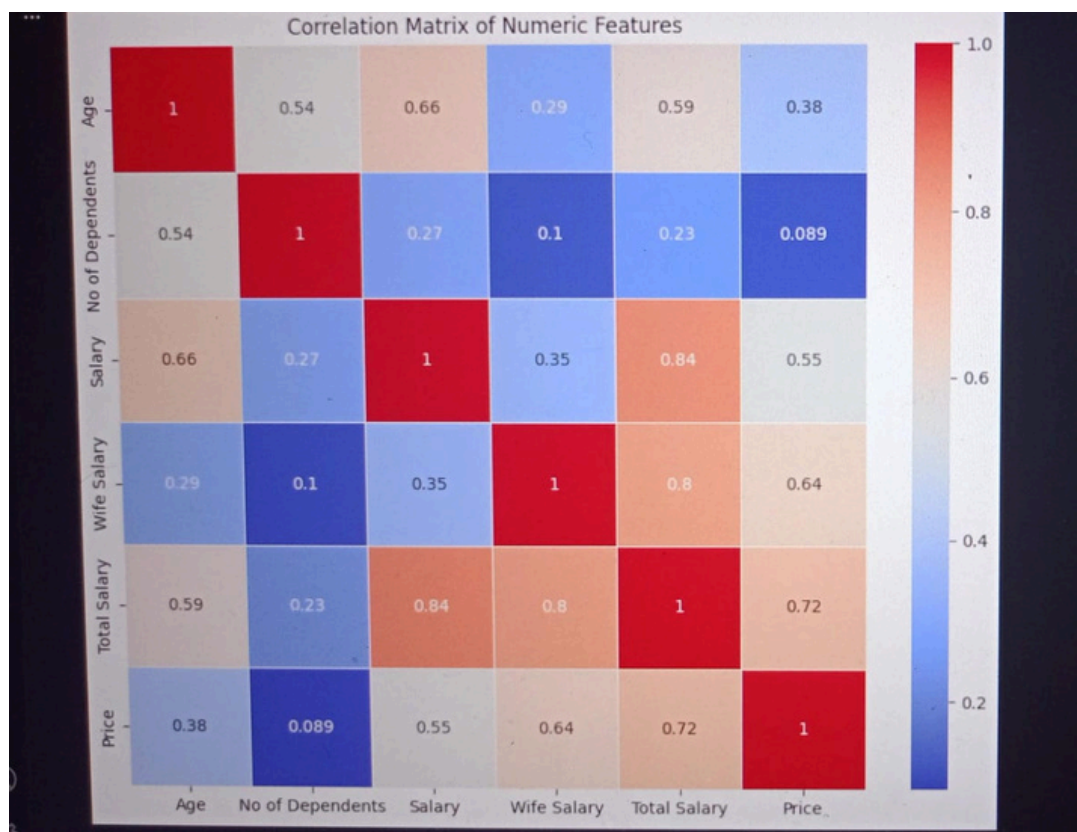 Correlation Matrix of Numeric Features
Age 1 0.54 0.66 0.29 0.59 0.38
No of Dependents 0.54 1 0.27 0.1 0.23 0.089
Salary 0.66 0.27 1 0.35 0.84 0.55
Wife Salary 0.29 0.1 0.35 1 0.8 0.64
Total Salary 0.59 0.23 0.84 0.8 1 0.72
Price 0.38 0.089 0.55 0.64 0.72 1
Age No of Dependents Salary Wife Salary Total Salary Price
1.0
0.8
0.6
0.4
0.2